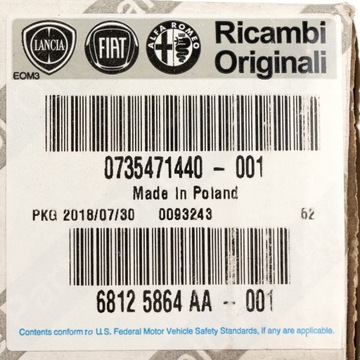 LANCIA FIAT ALFA ROMEO Ricambi
EOM3 Originali
0735471440 - 001
Made in Poland
PKG 2018/07/30 0093243 62
6812 5864 AA - 001
Contents conform to U.S. Federal Motor Vehicle Safety Standards, if any are applicable.